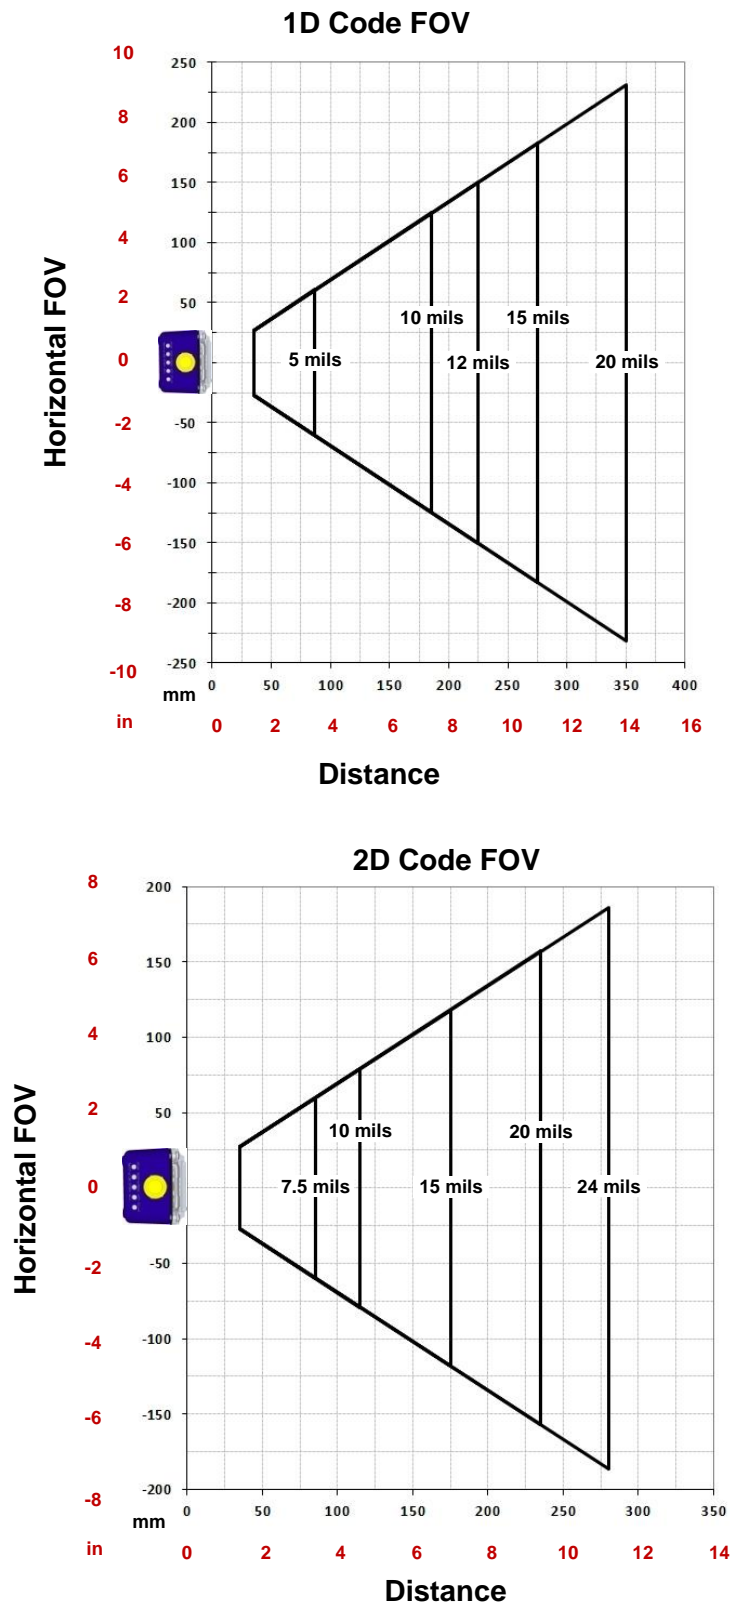 1D Code FOV
10
250
8
200
6
150
4
100
2
50
Horizontal FOV
10 mils
15 mils
0
5 mils
12 mils
20 mils
-2
-50
-4
-100
-6
-150
-8
-200
-10
-250
mm
0 50 100 150 200 250 300 350 400
in
0 2 4 6 8 10 12 14 16
Distance
2D Code FOV
8
200
6
150
4
100
2
50
Horizontal FOV
10 mils
20 mils
0
7.5 mils
15 mils
24 mils
-2
-50
-4
-100
-6
-150
-8
-200
mm
0 50 100 150 200 250 300 350
in
0 2 4 6 8 10 12 14
Distance